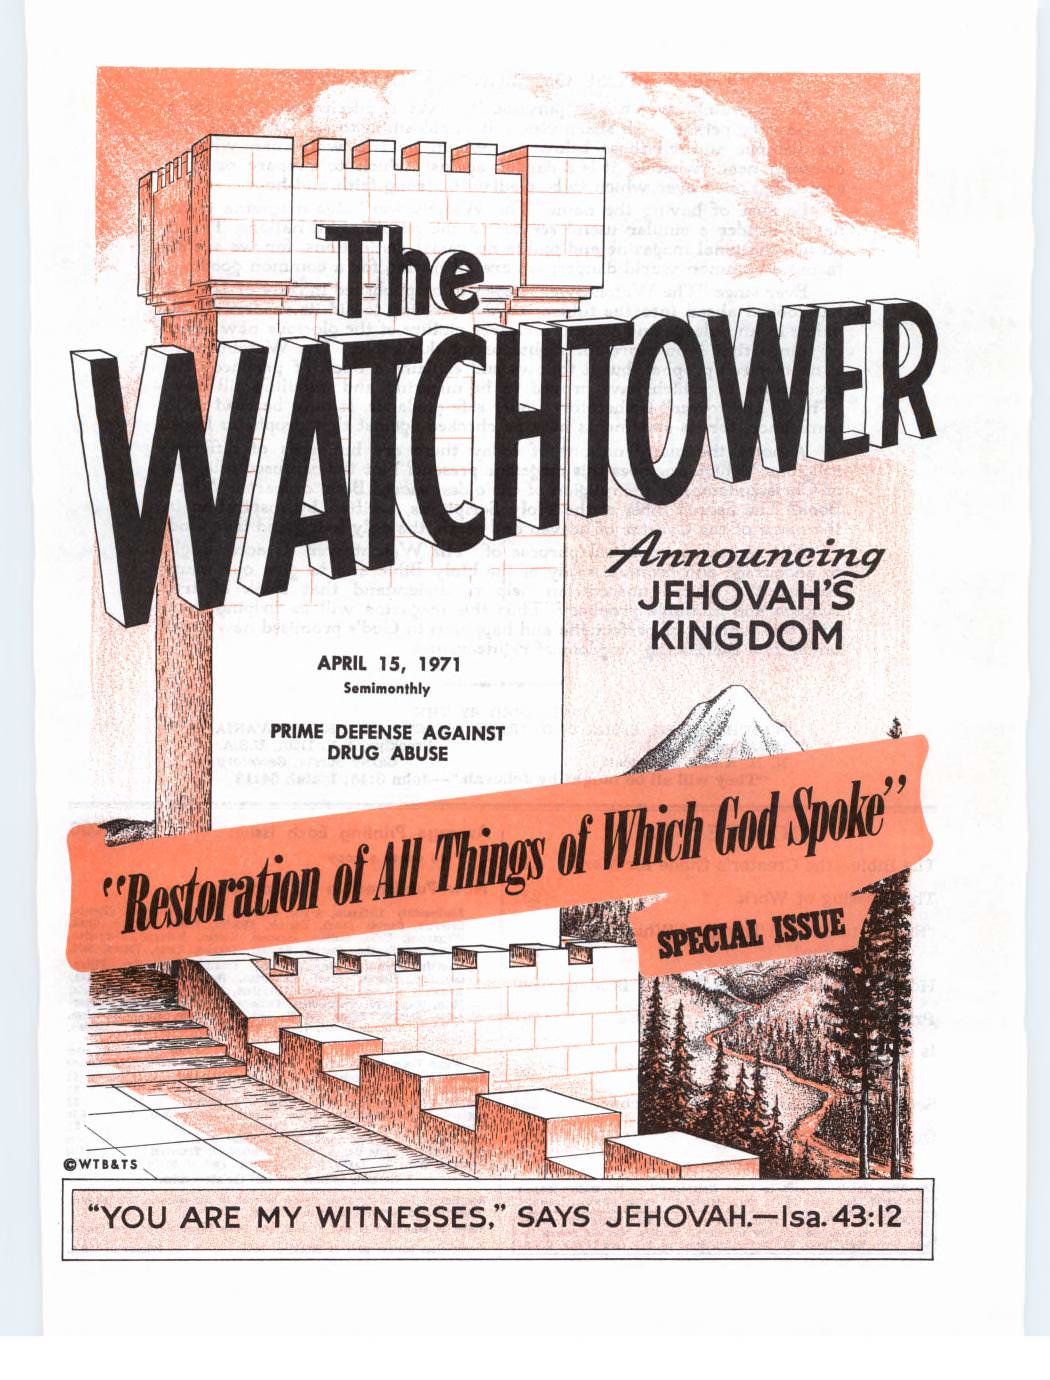 The
WATCHTOWER
Announcing
JEHOVAH'S
KINGDOM
APRIL 15, 1971
Semimonthly
PRIME DEFENSE AGAINST
DRUG ABUSE
"Restoration of All Things of Which God Spoke"
SPECIAL ISSUE
©WTB&TS
"YOU ARE MY WITNESSES," SAYS JEHOVAH.—Isa. 43:12